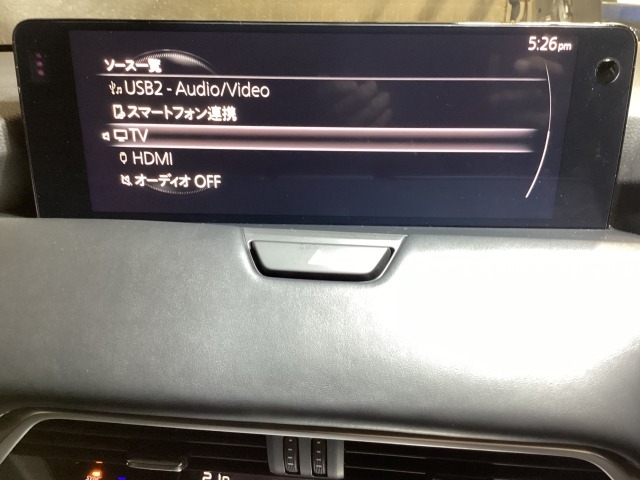 5:26pm
ソース一覧
USB2 - Audio/Video
スマートフォン連携
TV
HDMI
オーディオ OFF